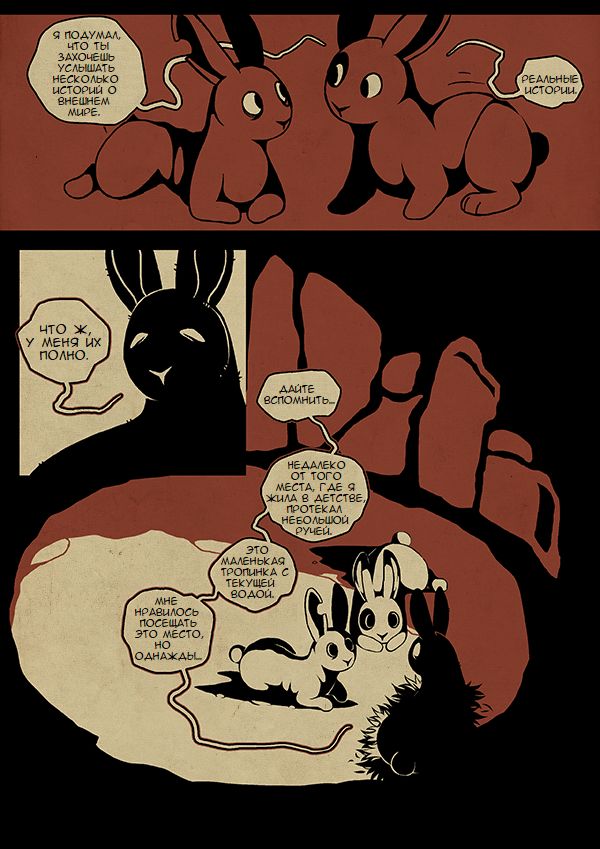 Я ПОДУМАЛ,
ЧТО ТЫ
ЗАХОЧЕШЬ
УСЛЫШАТЬ
НЕСКОЛЬКО
ИСТОРИЙ О
ВНЕШНЕМ
МИРЕ.
РЕАЛЬНЫЕ
ИСТОРИИ.
ЧТО Ж,
У МЕНЯ ИХ
ПОЛНО.
ДАЙТЕ
ВСПОМНИТЬ...
НЕДАЛЕКО
ОТ ТОГО
МЕСТА, ГДЕ Я
ЖИЛА В ДЕТСТВЕ,
ПРОТЕКАЛ
НЕБОЛЬШОЙ
РУЧЕЙ.
ЭТО
МАЛЕНЬКАЯ
ТРОПИНКА С
ТЕКУЩЕЙ
ВОДОЙ.
МНЕ
НРАВИЛОСЬ
ПОСЕЩАТЬ
ЭТО МЕСТО,
НО
ОДНАЖДЫ...